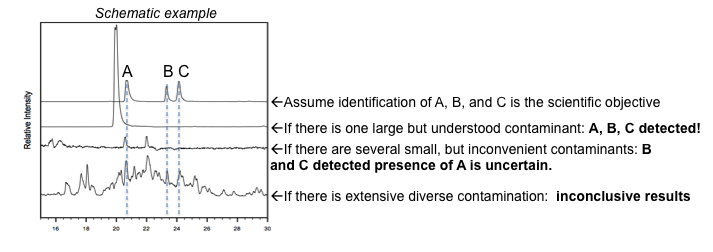 Schematic example
A
B C
←Assume identification of A, B, and C is the scientific objective
←If there is one large but understood contaminant: A, B, C detected!
←If there are several small, but inconvenient contaminants: B
and C detected presence of A is uncertain.
←If there is extensive diverse contamination: inconclusive results
Relative Intensity
16 18 20 22 24 26 28 30